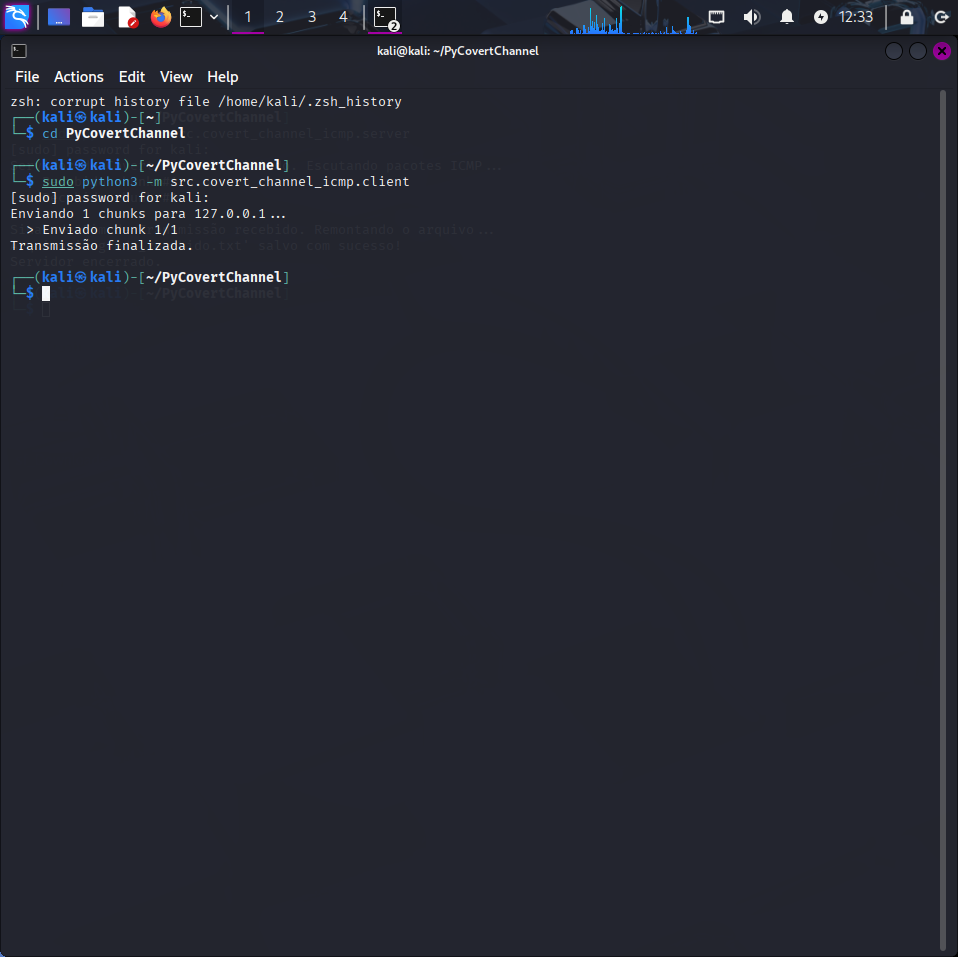 1 2 3 4 2 12:33
kali@kali: ~/PyCovertChannel
File Actions Edit View Help
zsh: corrupt history file /home/kali/.zsh_history
┌──(kali㉿kali)-[~]
└─$ cd PyCovertChannel
┌──(kali㉿kali)-[~/PyCovertChannel]
└─$ sudo python3 -m src.covert_channel_icmp.client
[sudo] password for kali:
Enviando 1 chunks para 127.0.0.1...
> Enviado chunk 1/1
Transmissão finalizada.
┌──(kali㉿kali)-[~/PyCovertChannel]
└─$